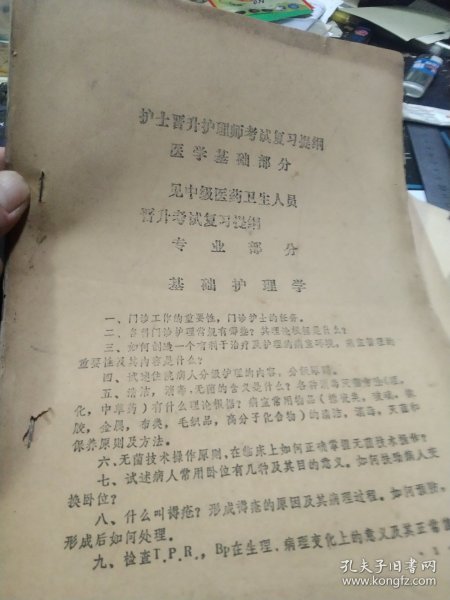 护士晋升护理师考试复习提纲
医学基础部分
见中级医药卫生人员
晋升考试复习提纲
专业部分
基础护理学
一、门诊工作的重要性，门诊护士的任务。
二、各科门诊护理常规有哪些？其理论根据是什么？
三、如何创造一个有利于治疗及护理的病室环境，病室管理的
重要性及其内容是什么？
四、试述住院病人分级护理的内容、分级原则。
五、清洁，消毒，无菌的含义是什么？各种消毒灭菌方法
化，中草药）有什么理论根据？病室常用物品（
胶，金属，布类，毛织品，高分子化合物）的清洁，消毒，灭菌和
保养原则及方法。
六、无菌技术操作原则，在临床上如何正确掌握无菌技术操作？
七、试述病人常用卧位有几种及其目的意义。如何
换卧位？
八、什么叫褥疮？形成褥疮的原因及其病理过程。如何预防，
形成后如何处理。
九、检查T.P.R.，Bp在生理，病理变化上的意义及其正常值
孔夫子旧书网
book.kongfz.com